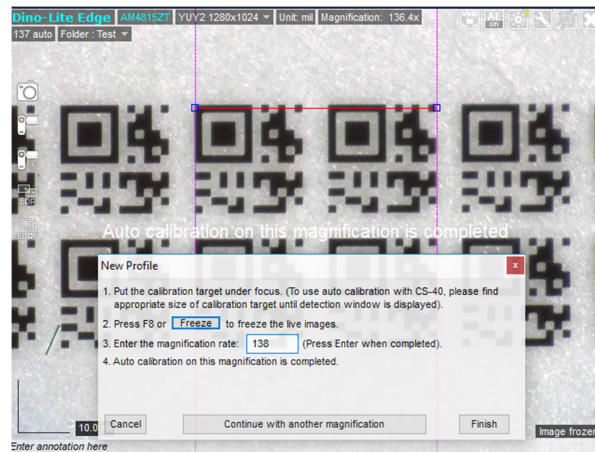 Dino-Lite Edge AM4815ZT YUY2 1280x1024 Unit: mil Magnification: 136.4x
AE
on
137 auto Folder : Test
EDR
Auto calibration on this magnification is completed
New Profile
x
1. Put the calibration target under focus. (To use auto calibration with CS-40, please find
appropriate size of calibration target until detection window is displayed).
2. Press F8 or Freeze to freeze the live images.
3. Enter the magnification rate: 138 (Press Enter when completed).
4. Auto calibration on this magnification is completed.
10.0
Cancel Continue with another magnification Finish
Image frozen
Enter annotation here